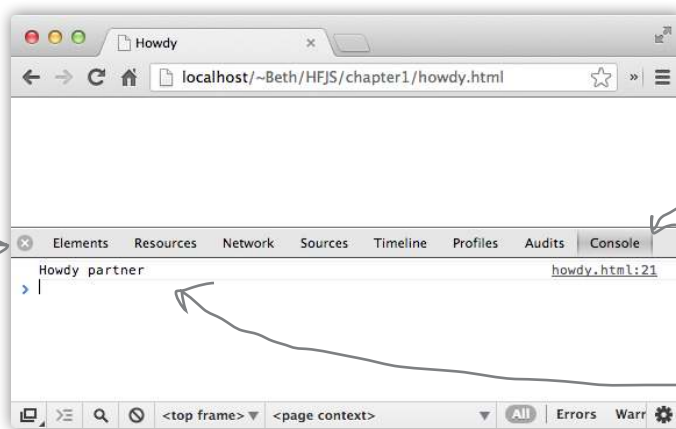 Howdy
localhost/~Beth/HFJS/chapter1/howdy.html
Elements Resources Network Sources Timeline Profiles Audits Console
Howdy partner howdy.html:21
<top frame> <page context> All Errors Warr